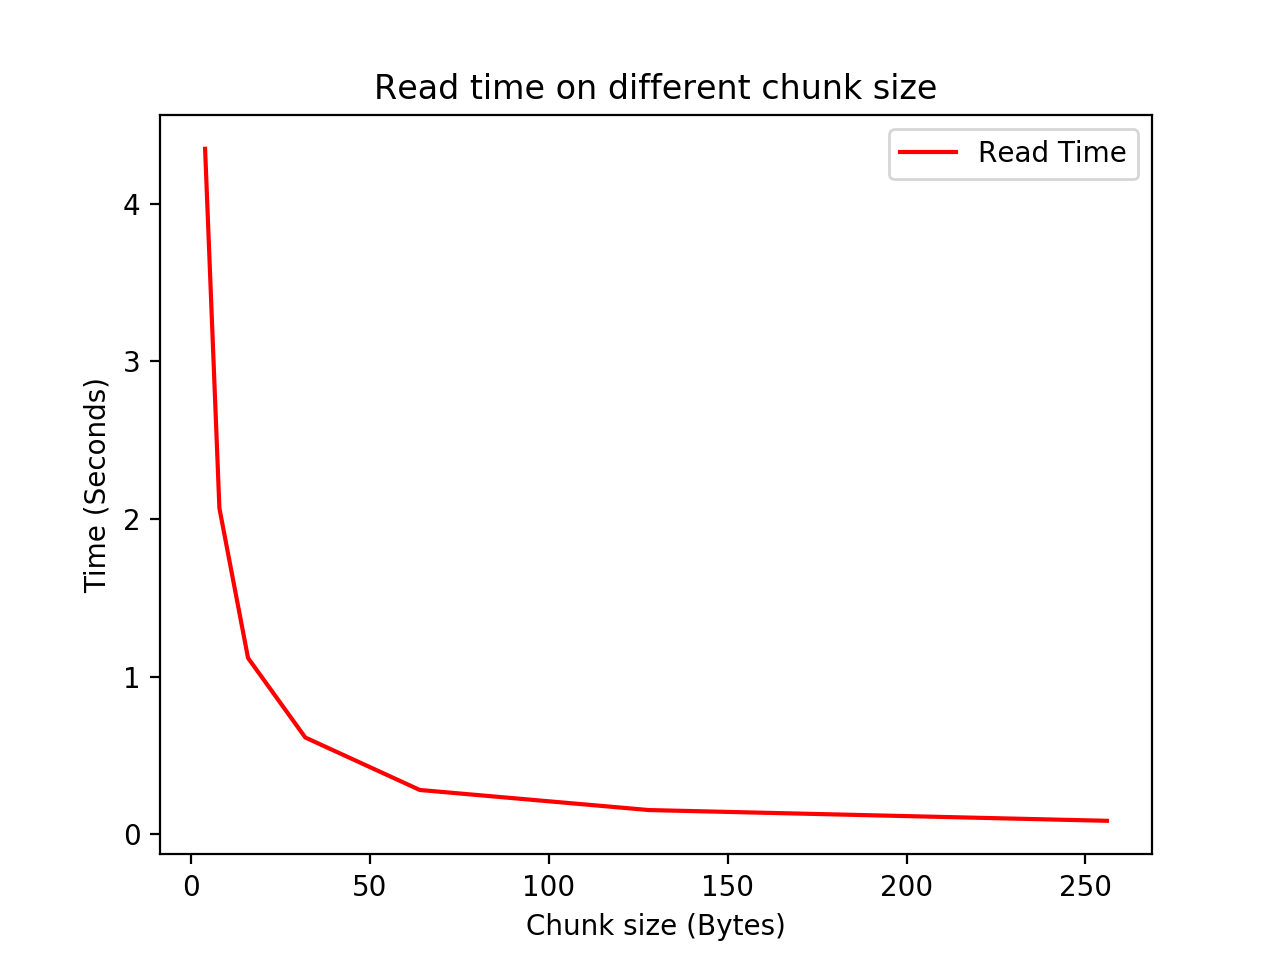 Read time on different chunk size
Read Time
4
3
2
1
0
Time (Seconds)
0 50 100 150 200 250
Chunk size (Bytes)